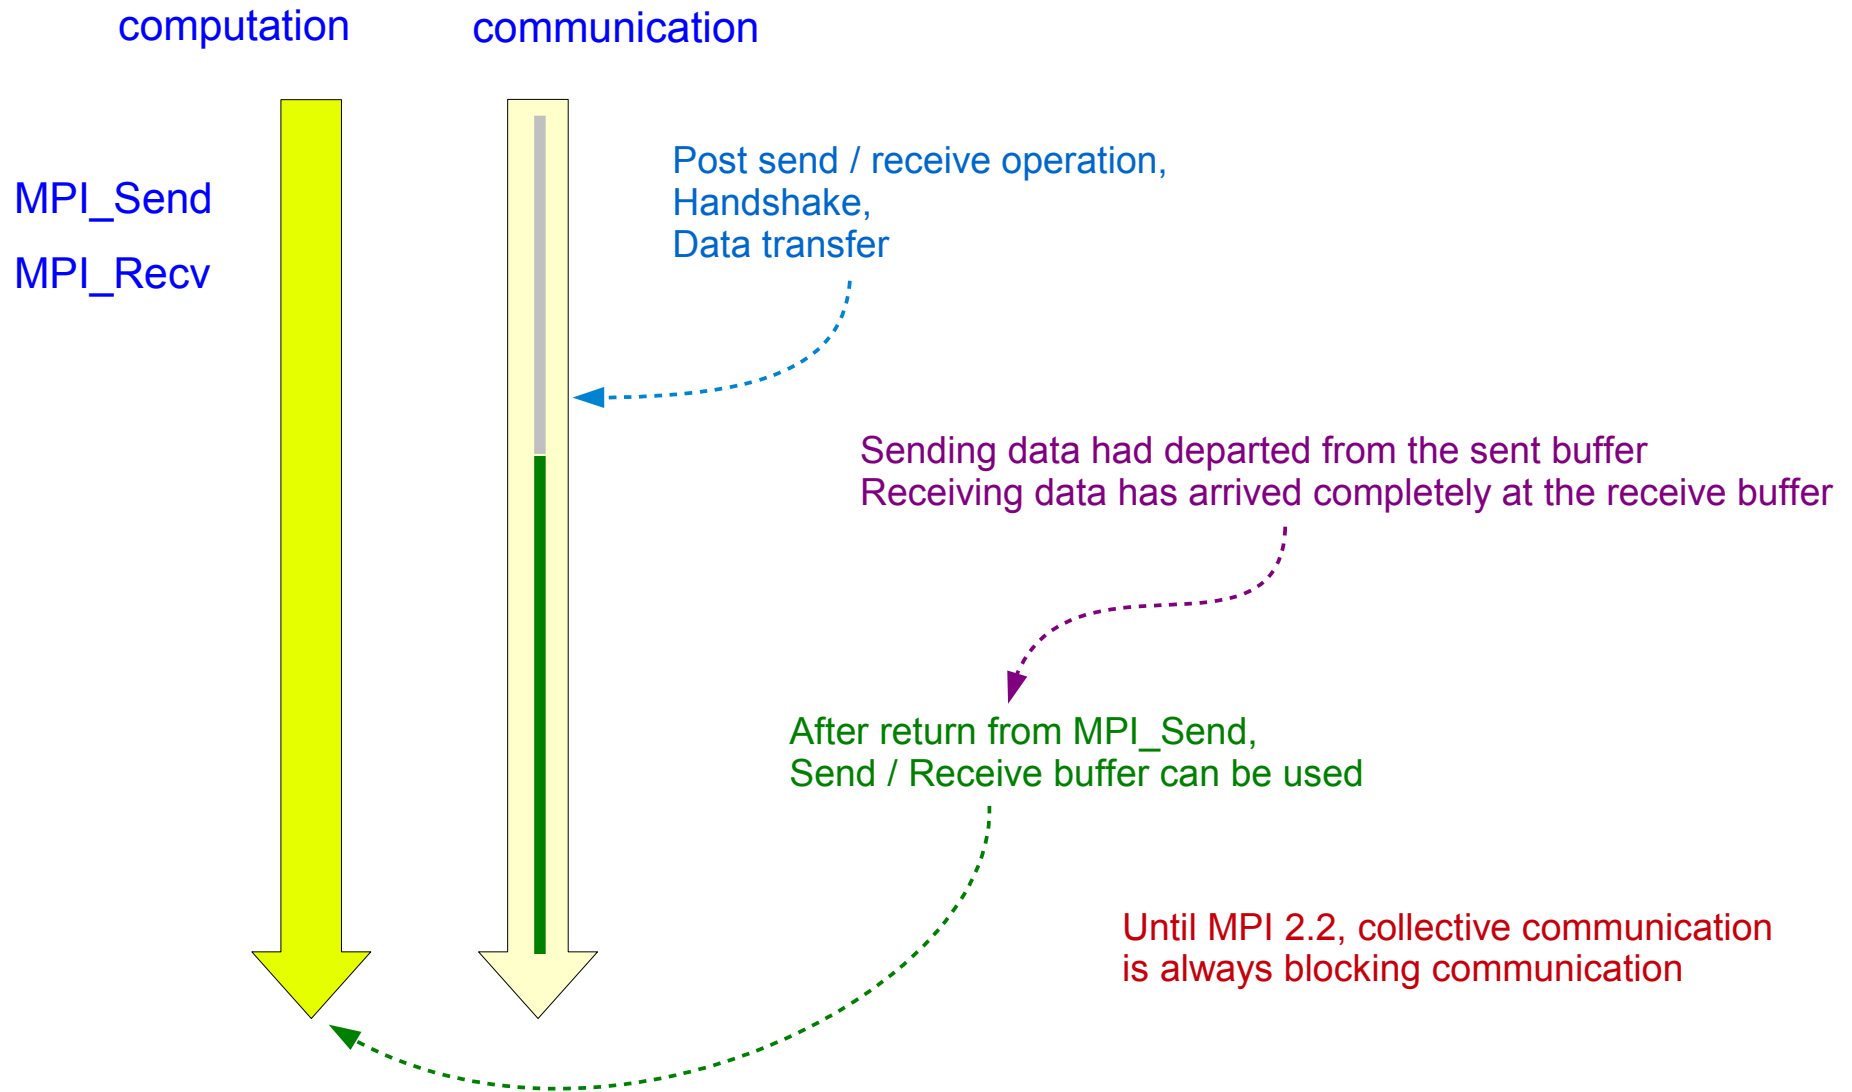 computation
communication
MPI_Send
MPI_Recv
Post send / receive operation,
Handshake,
Data transfer
Sending data had departed from the sent buffer
Receiving data has arrived completely at the receive buffer
After return from MPI_Send,
Send / Receive buffer can be used
Until MPI 2.2, collective communication
is always blocking communication